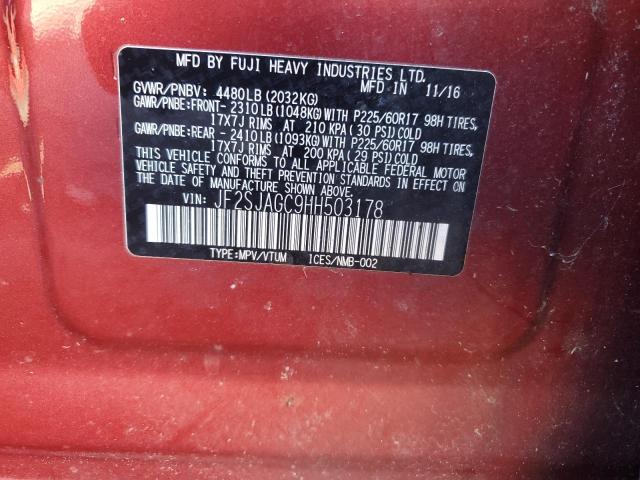 MFD BY FUJI HEAVY INDUSTRIES LTD.
MFD IN 11/16
GVWR/PNBV: 4480LB (2032KG)
GAWR/PNBE:FRONT- 2310LB (1048KG)WITH P225/60R17 98H TIRES,
17X7J RIMS AT 210 KPA (30 PSI)COLD
GAWR/PNBE:REAR - 2410LB (1093KG)WITH P225/60R17 98H TIRES,
17X7J RIMS AT 200 KPA (29 PSI)COLD
THIS VEHICLE CONFORMS TO ALL APPLICABLE FEDERAL MOTOR
VEHICLE SAFETY AND THEFT PREVENTION STANDARDS IN EFFECT
ON THE DATE OF MANUFACTURE SHOWN ABOVE.
VIN: JF2SJAGC9HH503178
TYPE:MPV/VTUM ICES/NMB-002